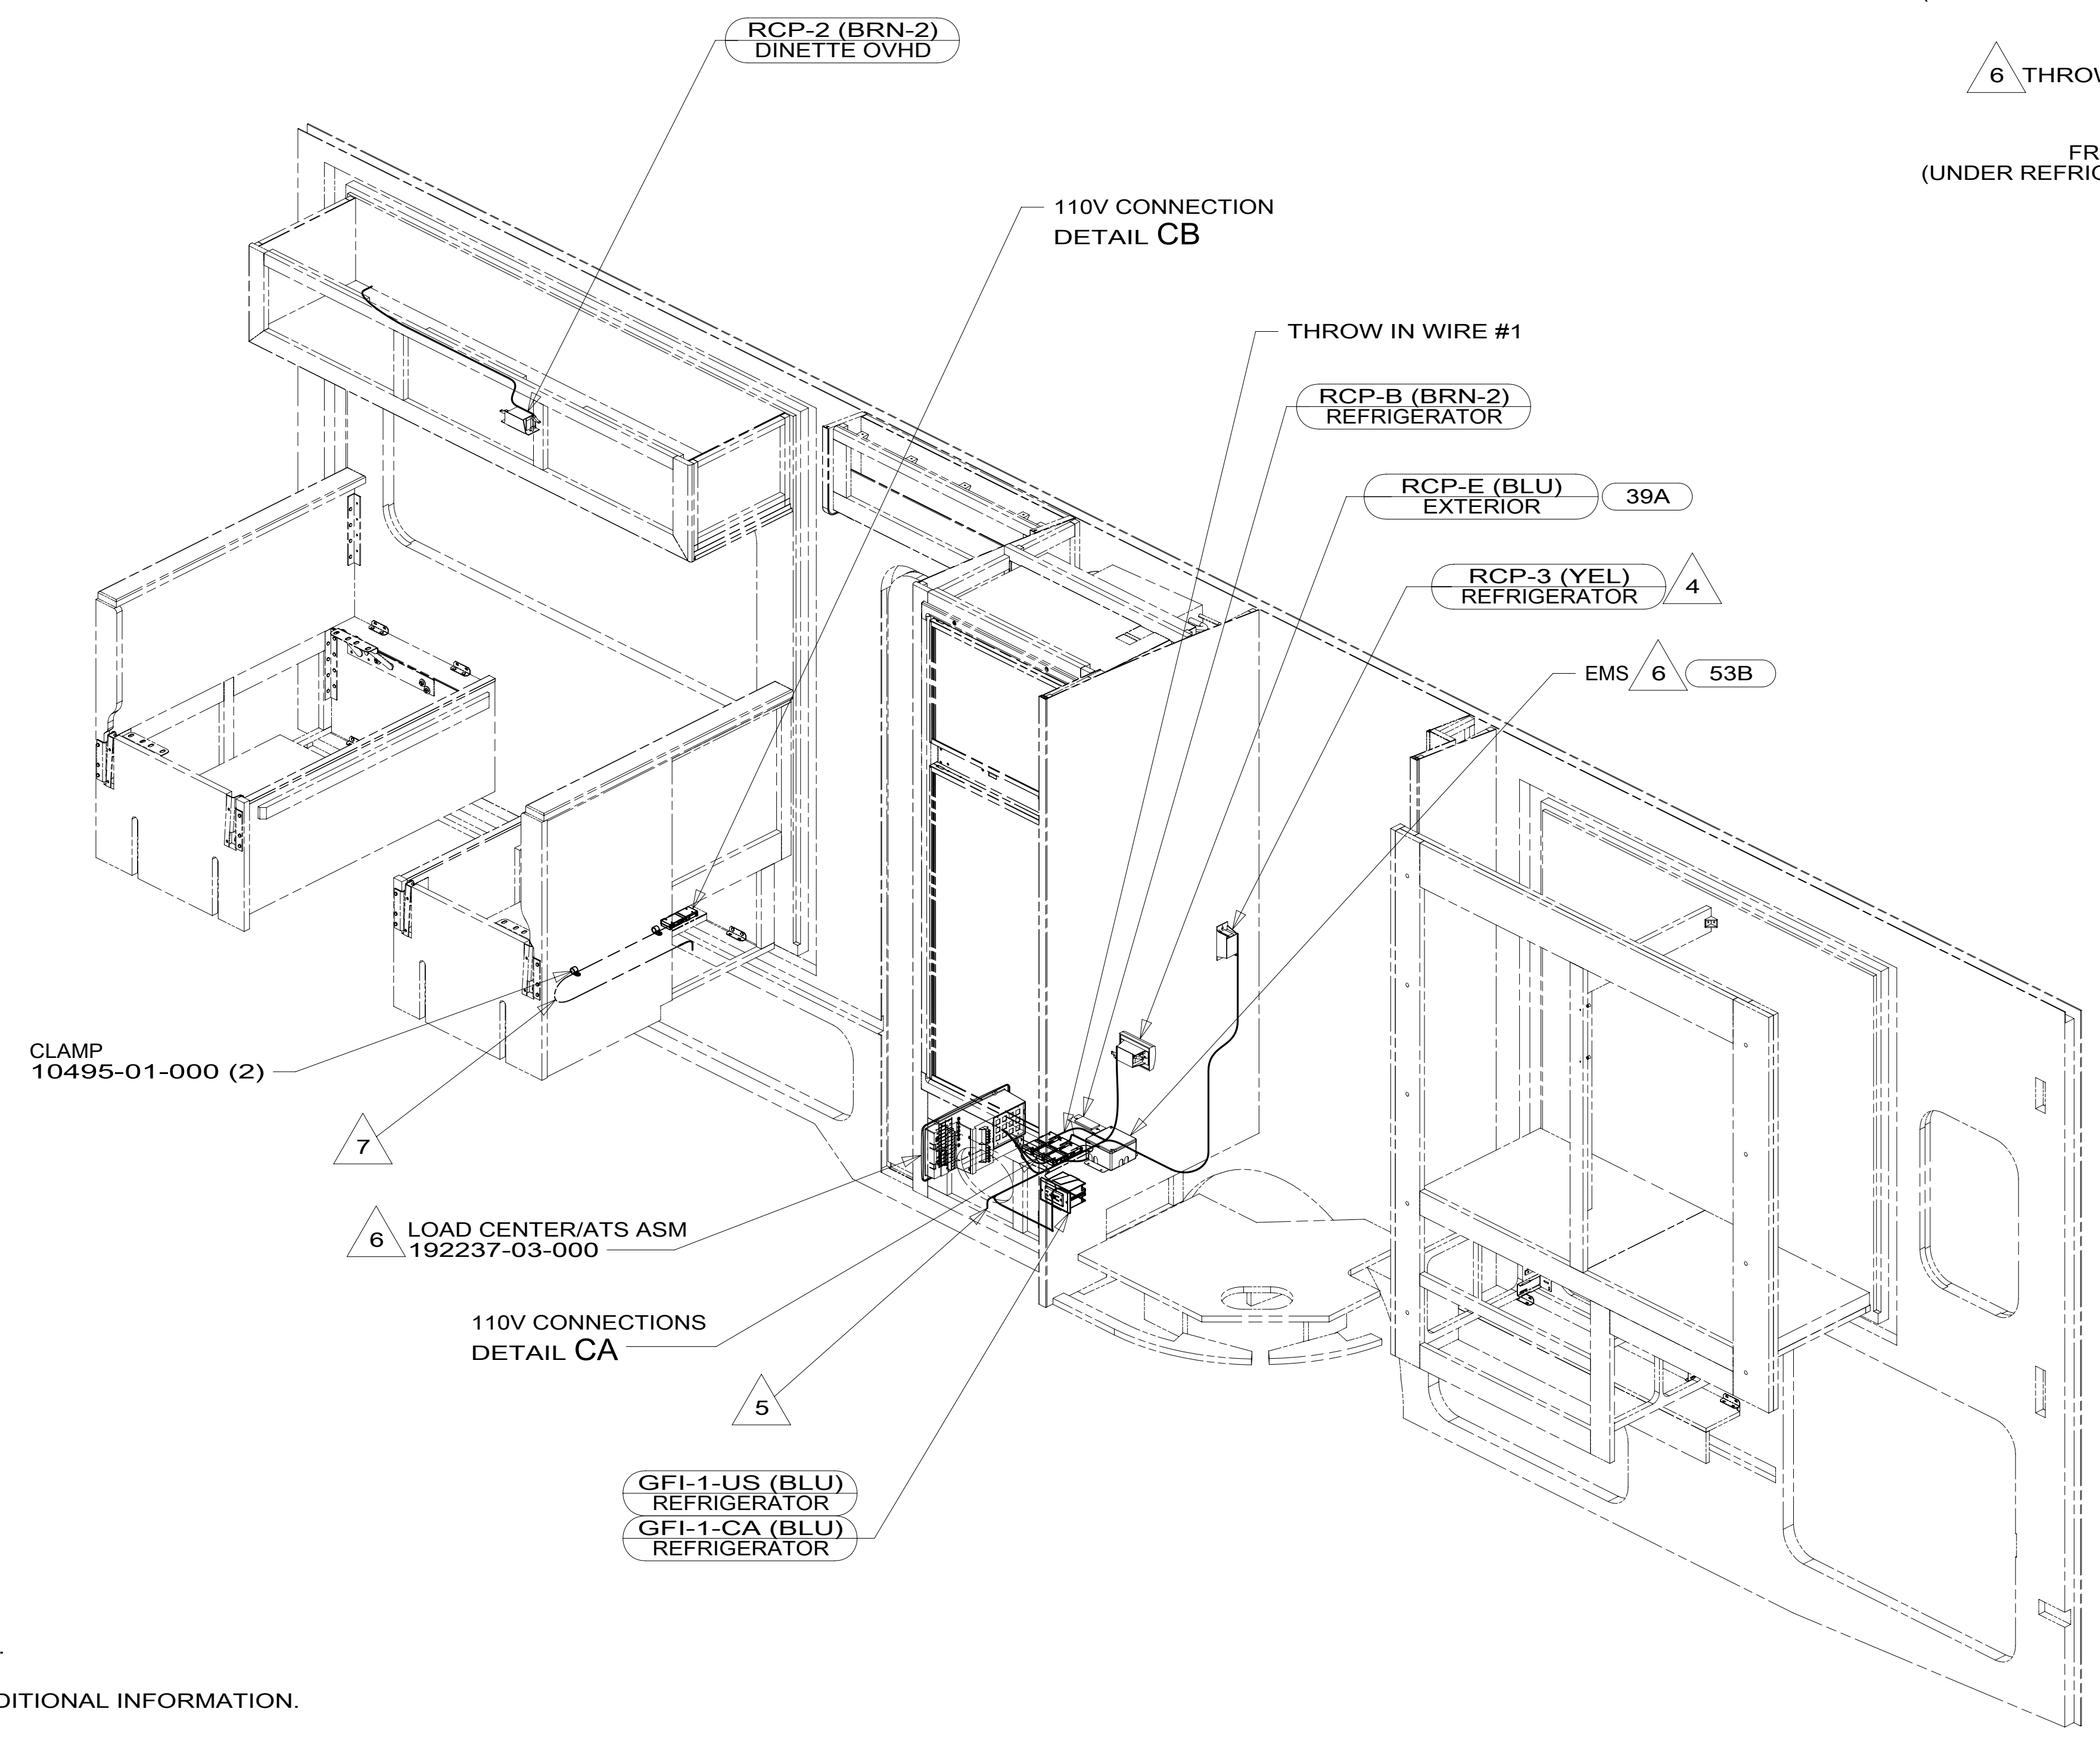 RCP-2 (BRN-2)
DINETTE OVHD
6 THROW
FR
(UNDER REFRIG
110V CONNECTION
DETAIL CB
THROW IN WIRE #1
RCP-B (BRN-2)
REFRIGERATOR
RCP-E (BLU)
EXTERIOR
39A
RCP-3 (YEL)
REFRIGERATOR
4
EMS 6 53B
CLAMP
10495-01-000 (2)
7
6 LOAD CENTER/ATS ASM
192237-03-000
110V CONNECTIONS
DETAIL CA
5
GFI-1-US (BLU)
REFRIGERATOR
GFI-1-CA (BLU)
REFRIGERATOR
DITIONAL INFORMATION.